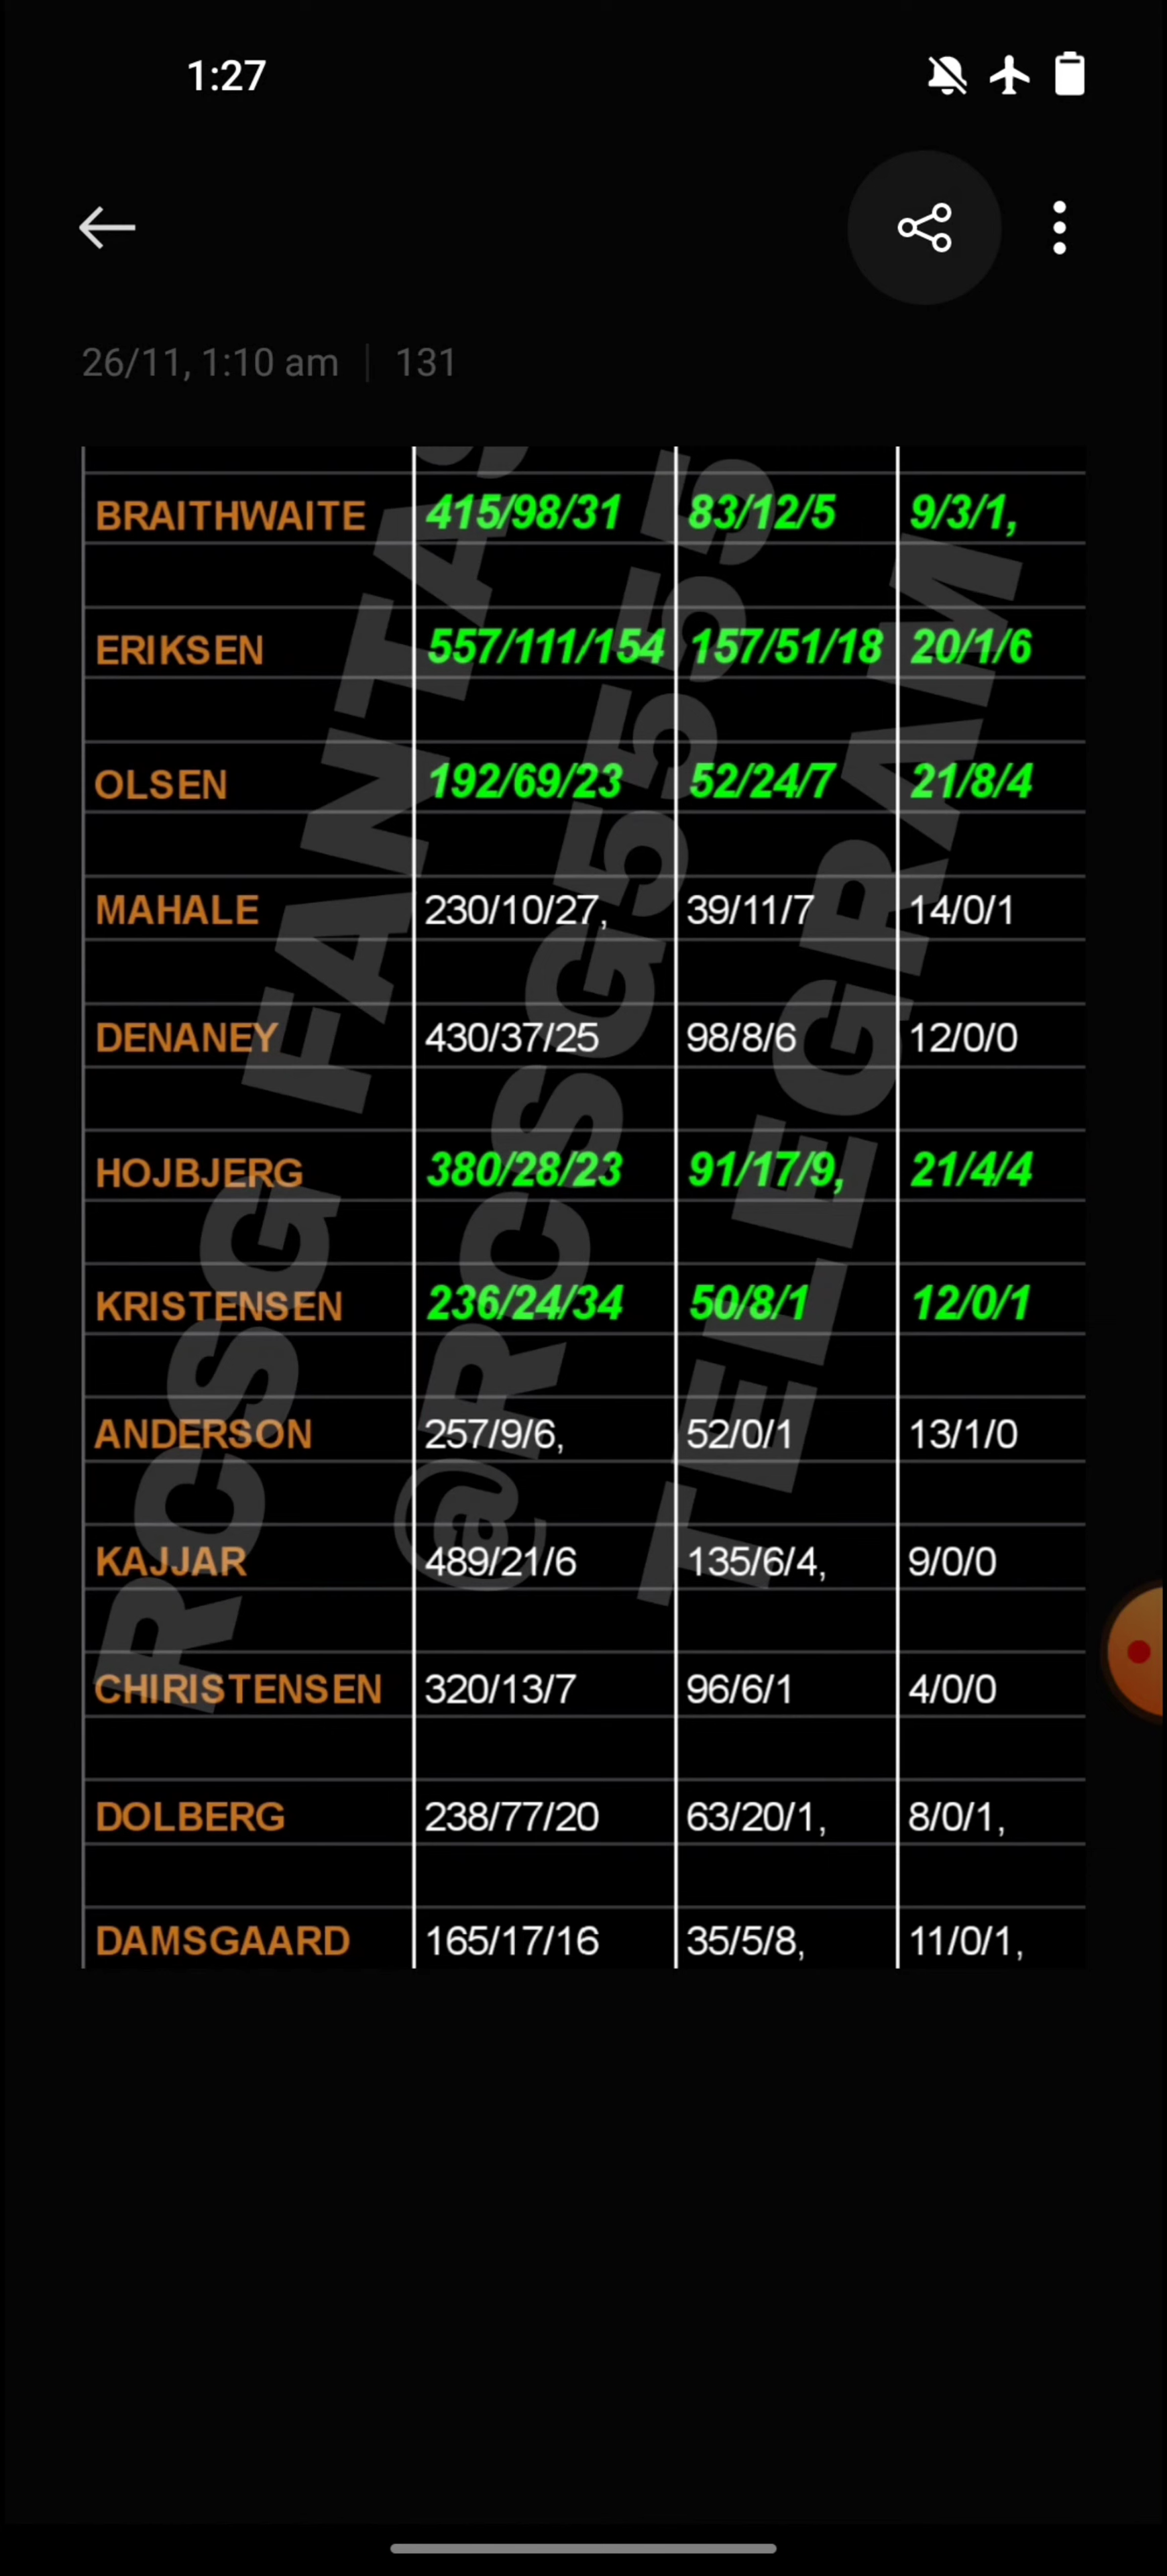 1:27
26/11, 1:10 am | 131
BRAITHWAITE 415/98/31 83/12/5 9/3/1,
ERIKSEN 557/111/154 157/51/18 20/1/6
OLSEN 192/69/23 52/24/7 21/8/4
MAHALE 230/10/27, 39/11/7 14/0/1
DENANEY 430/37/25 98/8/6 12/0/0
HOJBJERG 380/28/23 91/17/9, 21/4/4
KRISTENSEN 236/24/34 50/8/1 12/0/1
ANDERSON 257/9/6, 52/0/1 13/1/0
KAJJAR 489/21/6 135/6/4, 9/0/0
CHIRISTENSEN 320/13/7 96/6/1 4/0/0
DOLBERG 238/77/20 63/20/1, 8/0/1,
DAMSGAARD 165/17/16 35/5/8, 11/0/1,
RCSG FANTAS
@RCSG5555
TELEGRAM